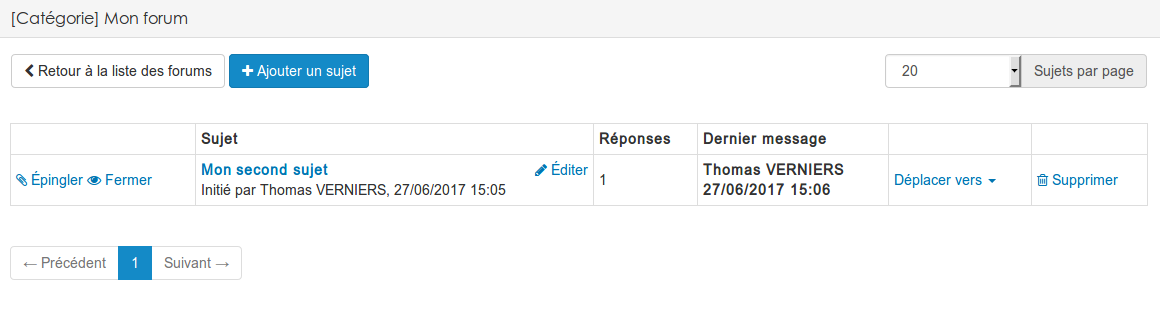 [Catégorie] Mon forum
Retour à la liste des forums Ajouter un sujet 20 Sujets par page
Sujet Réponses Dernier message
Épingler Fermer Mon second sujet Éditer 1 Thomas VERNIERS Déplacer vers Supprimer
Initié par Thomas VERNIERS, 27/06/2017 15:05 27/06/2017 15:06
← Précédent 1 Suivant →